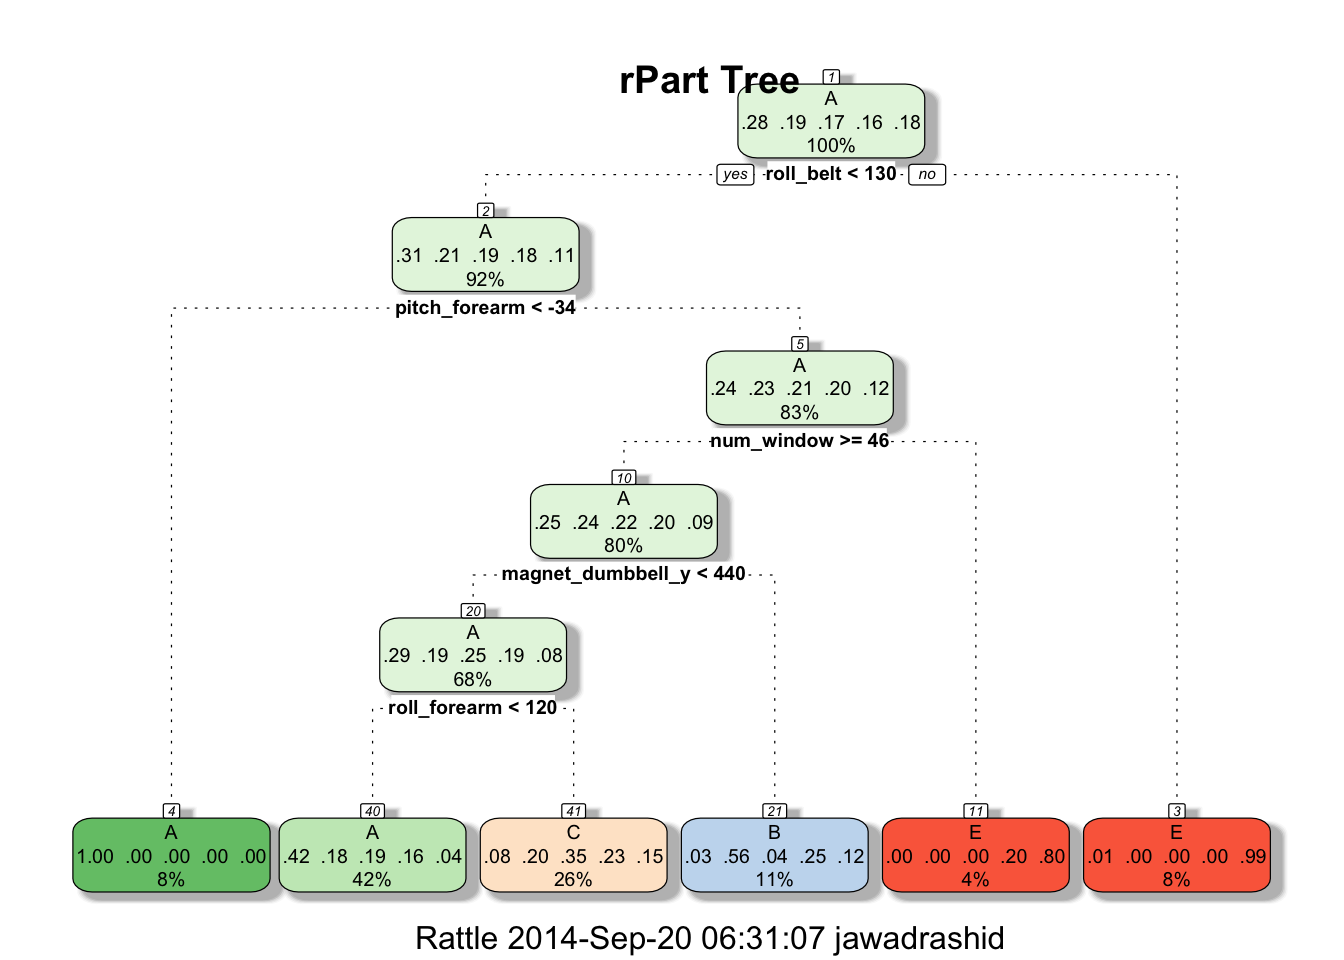 rPart Tree
1
A
.28 .19 .17 .16 .18
100%
yes roll_belt < 130 no
2
A
.31 .21 .19 .18 .11
92%
pitch_forearm < -34
5
A
.24 .23 .21 .20 .12
83%
num_window >= 46
10
A
.25 .24 .22 .20 .09
80%
magnet_dumbbell_y < 440
20
A
.29 .19 .25 .19 .08
68%
roll_forearm < 120
4
A
1.00 .00 .00 .00 .00
8%
40
A
.42 .18 .19 .16 .04
42%
41
C
.08 .20 .35 .23 .15
26%
21
B
.03 .56 .04 .25 .12
11%
11
E
.00 .00 .00 .20 .80
4%
3
E
.01 .00 .00 .00 .99
8%
Rattle 2014-Sep-20 06:31:07 jawadrashid